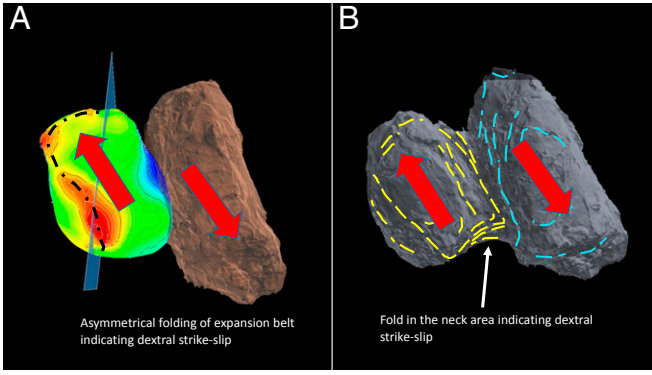 A
B
Asymmetrical folding of expansion belt
indicating dextral strike-slip
Fold in the neck area indicating dextral
strike-slip